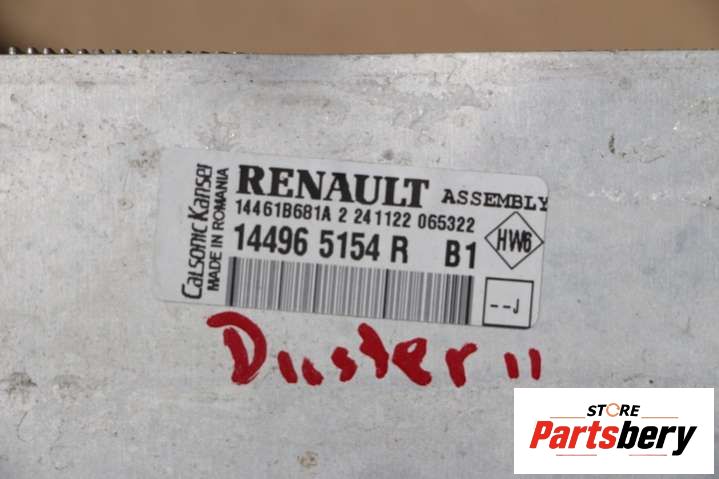 Calsonic Kansei
MADE IN ROMANIA
RENAULT ASSEMBLY
14461B681A 2 241122 065322
14496 5154 R B1
HW6
--J
Duster II
STORE
Partsbery